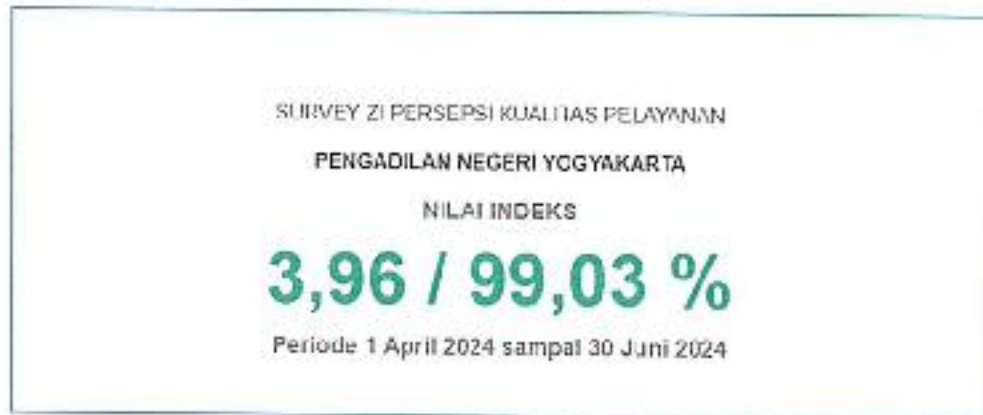 SURVEY ZI PERSEPSI KUALITAS PELAYANAN
PENGADILAN NEGERI YOGYAKARTA
NILAI INDEKS
3,96 / 99,03 %
Periode 1 April 2024 sampai 30 Juni 2024